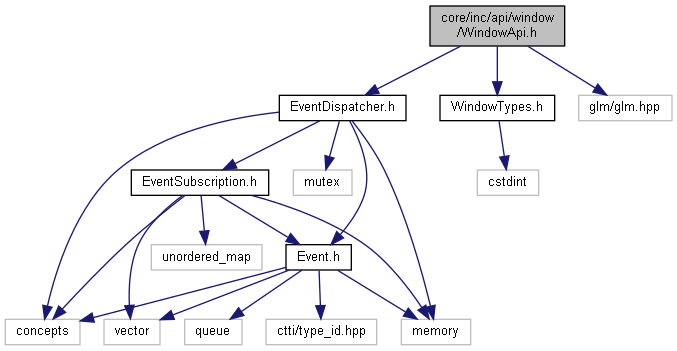 core/inc/api/window
/WindowApi.h
EventDispatcher.h
WindowTypes.h
glm/glm.hpp
EventSubscription.h
mutex
cstdint
unordered_map
Event.h
concepts
vector
queue
ctti/type_id.hpp
memory